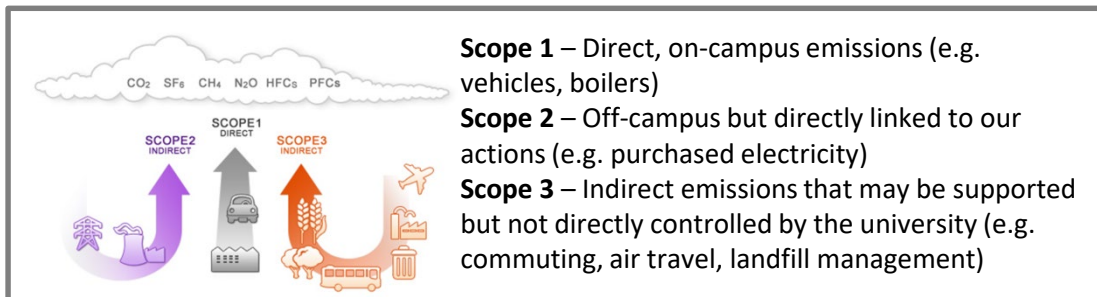 CO₂ SF₆ CH₄ N₂O HFCs PFCs
SCOPE1
DIRECT
SCOPE2
INDIRECT
SCOPE3
INDIRECT
Scope 1 – Direct, on-campus emissions (e.g.
vehicles, boilers)
Scope 2 – Off-campus but directly linked to our
actions (e.g. purchased electricity)
Scope 3 – Indirect emissions that may be supported
but not directly controlled by the university (e.g.
commuting, air travel, landfill management)